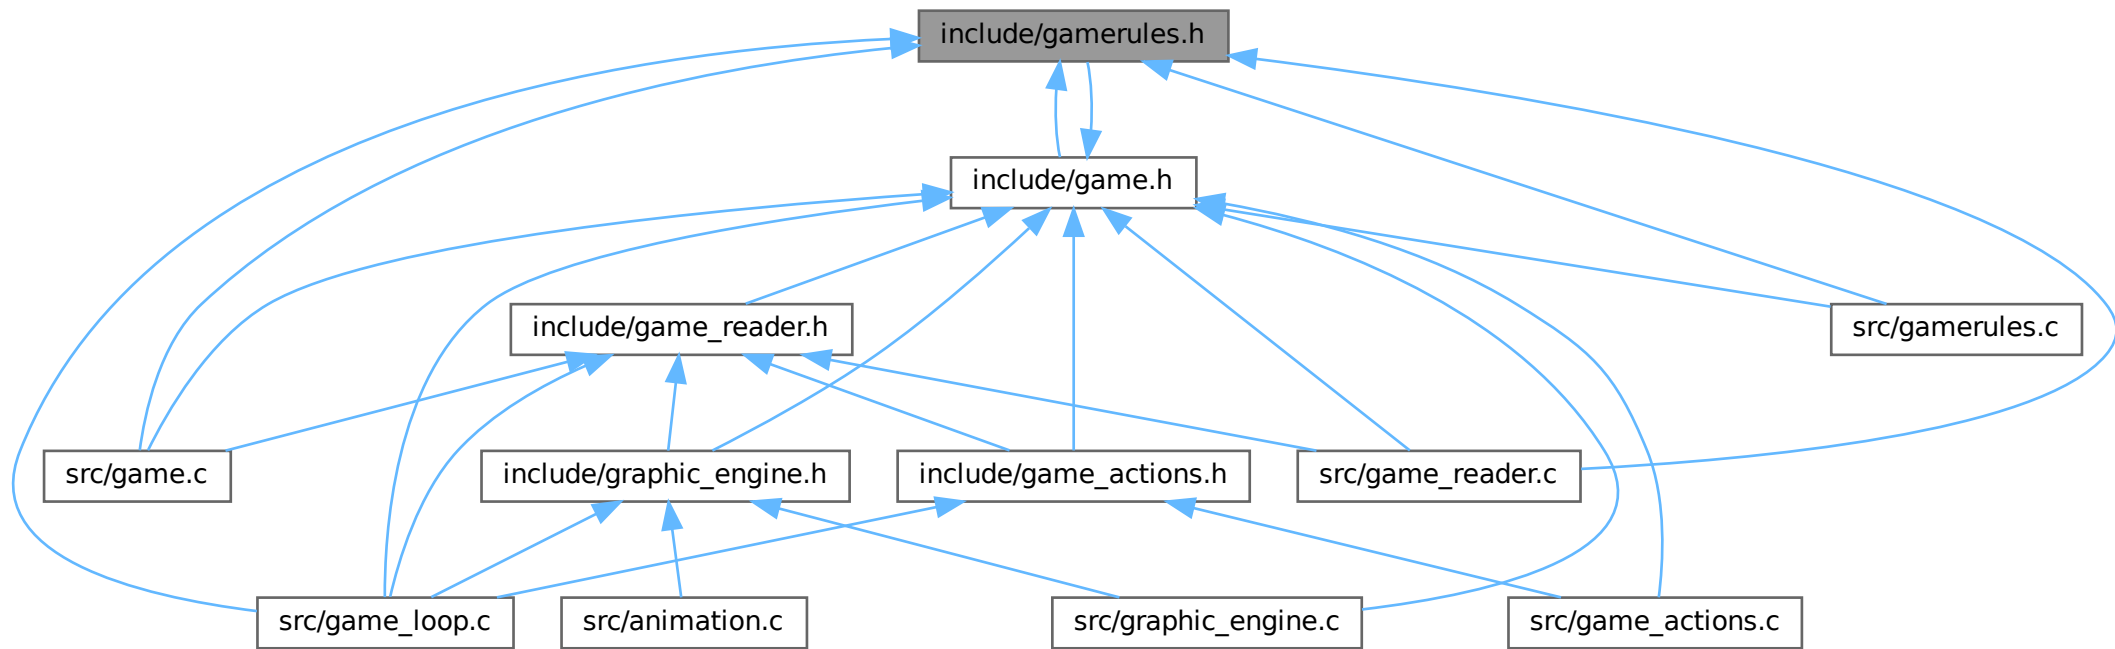 include/gamerules.h
include/game.h
include/game_reader.h
src/gamerules.c
src/game.c
include/graphic_engine.h
include/game_actions.h
src/game_reader.c
src/game_loop.c
src/animation.c
src/graphic_engine.c
src/game_actions.c